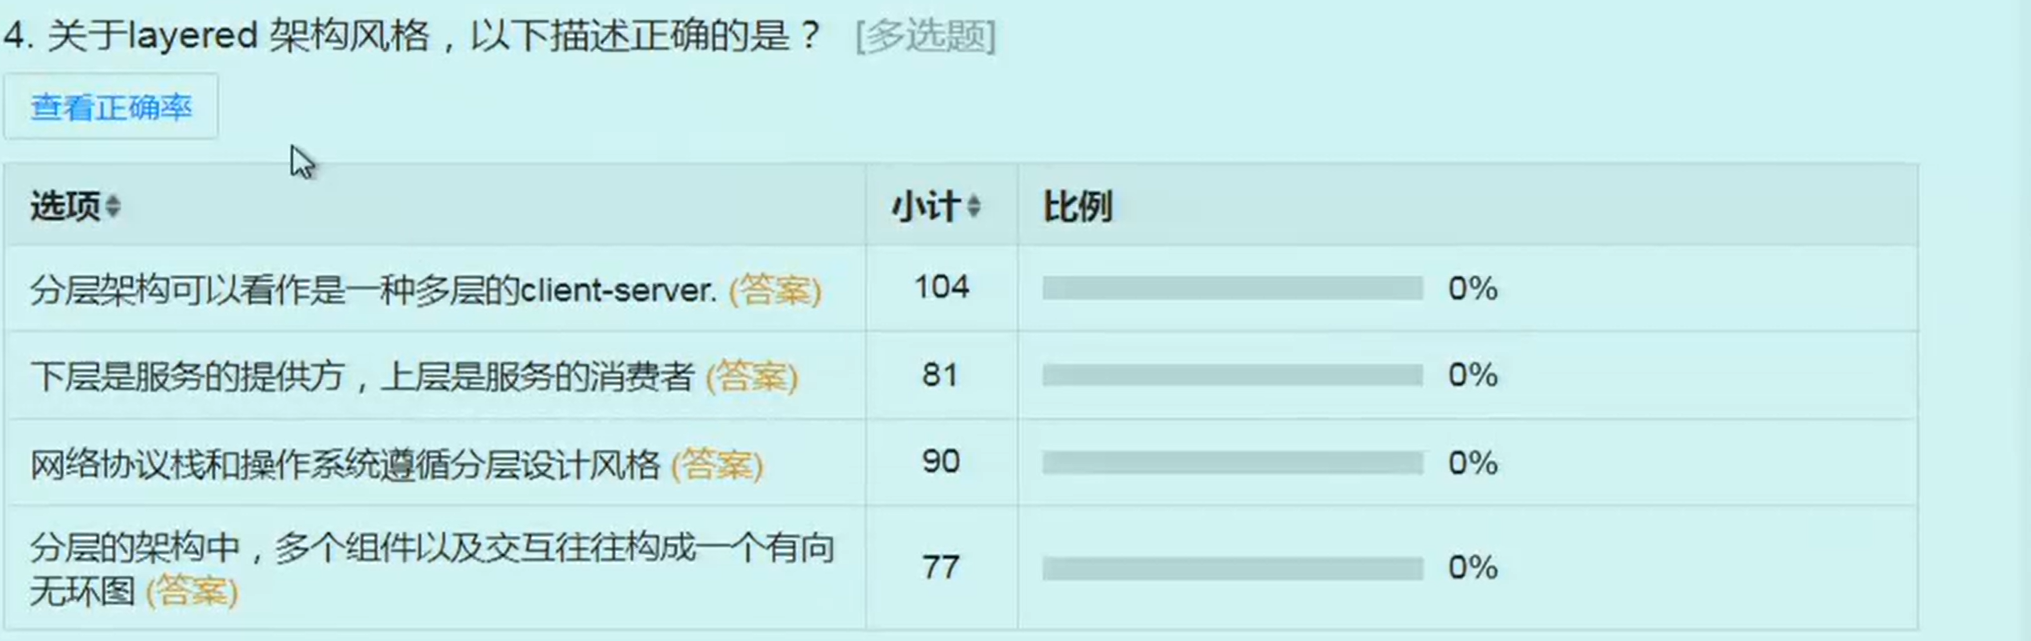 4. 关于layered 架构风格，以下描述正确的是？ [多选题]
查看正确率
选项 小计 比例
分层架构可以看作是一种多层的client-server. (答案) 104 0%
下层是服务的提供方，上层是服务的消费者 (答案) 81 0%
网络协议栈和操作系统遵循分层设计风格 (答案) 90 0%
分层的架构中，多个组件以及交互往往构成一个有向
无环图 (答案) 77 0%